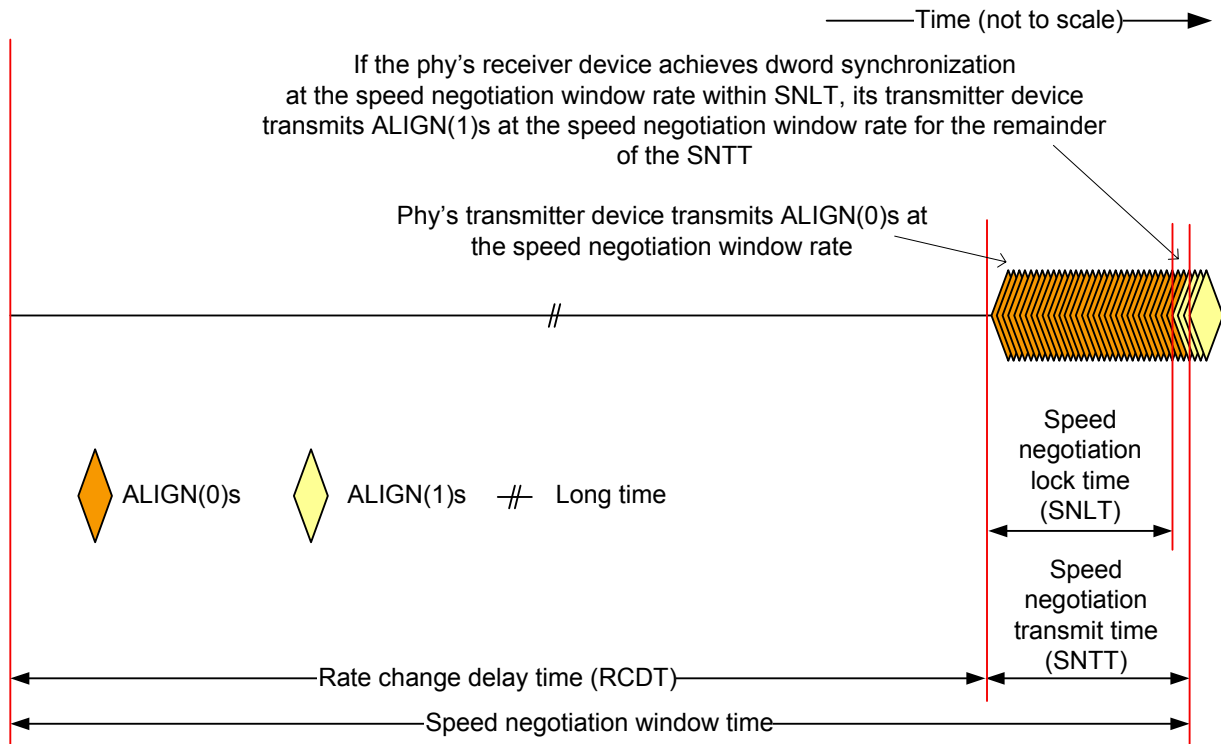 Time (not to scale)
If the phy’s receiver device achieves dword synchronization
at the speed negotiation window rate within SNLT, its transmitter device
transmits ALIGN(1)s at the speed negotiation window rate for the remainder
of the SNTT
Phy’s transmitter device transmits ALIGN(0)s at
the speed negotiation window rate
ALIGN(0)s
ALIGN(1)s
Long time
Speed
negotiation
lock time
(SNLT)
Speed
negotiation
transmit time
(SNTT)
Rate change delay time (RCDT)
Speed negotiation window time